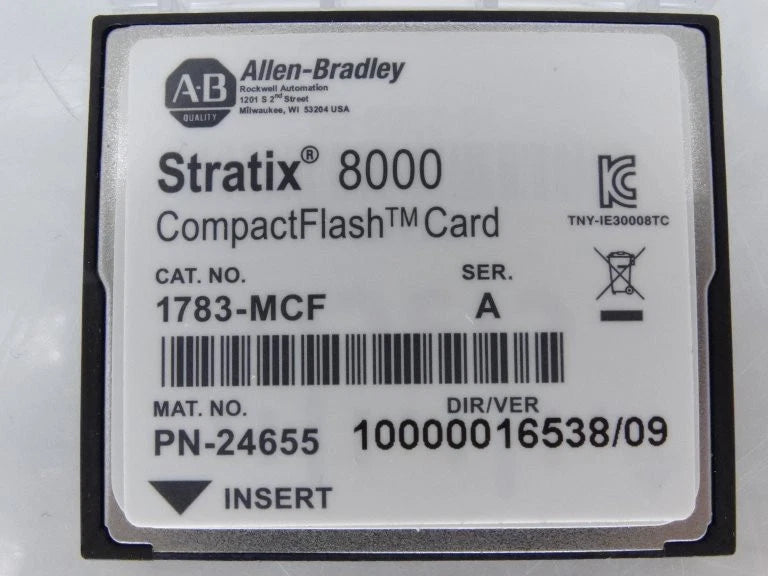 A·B
QUALITY
Allen-Bradley
Rockwell Automation
1201 S 2nd Street
Milwaukee, WI 53204 USA
Stratix® 8000
CompactFlash™ Card
TNY-IE30008TC
CAT. NO.
1783-MCF
SER.
A
MAT. NO.
PN-24655
DIR/VER
10000016538/09
INSERT